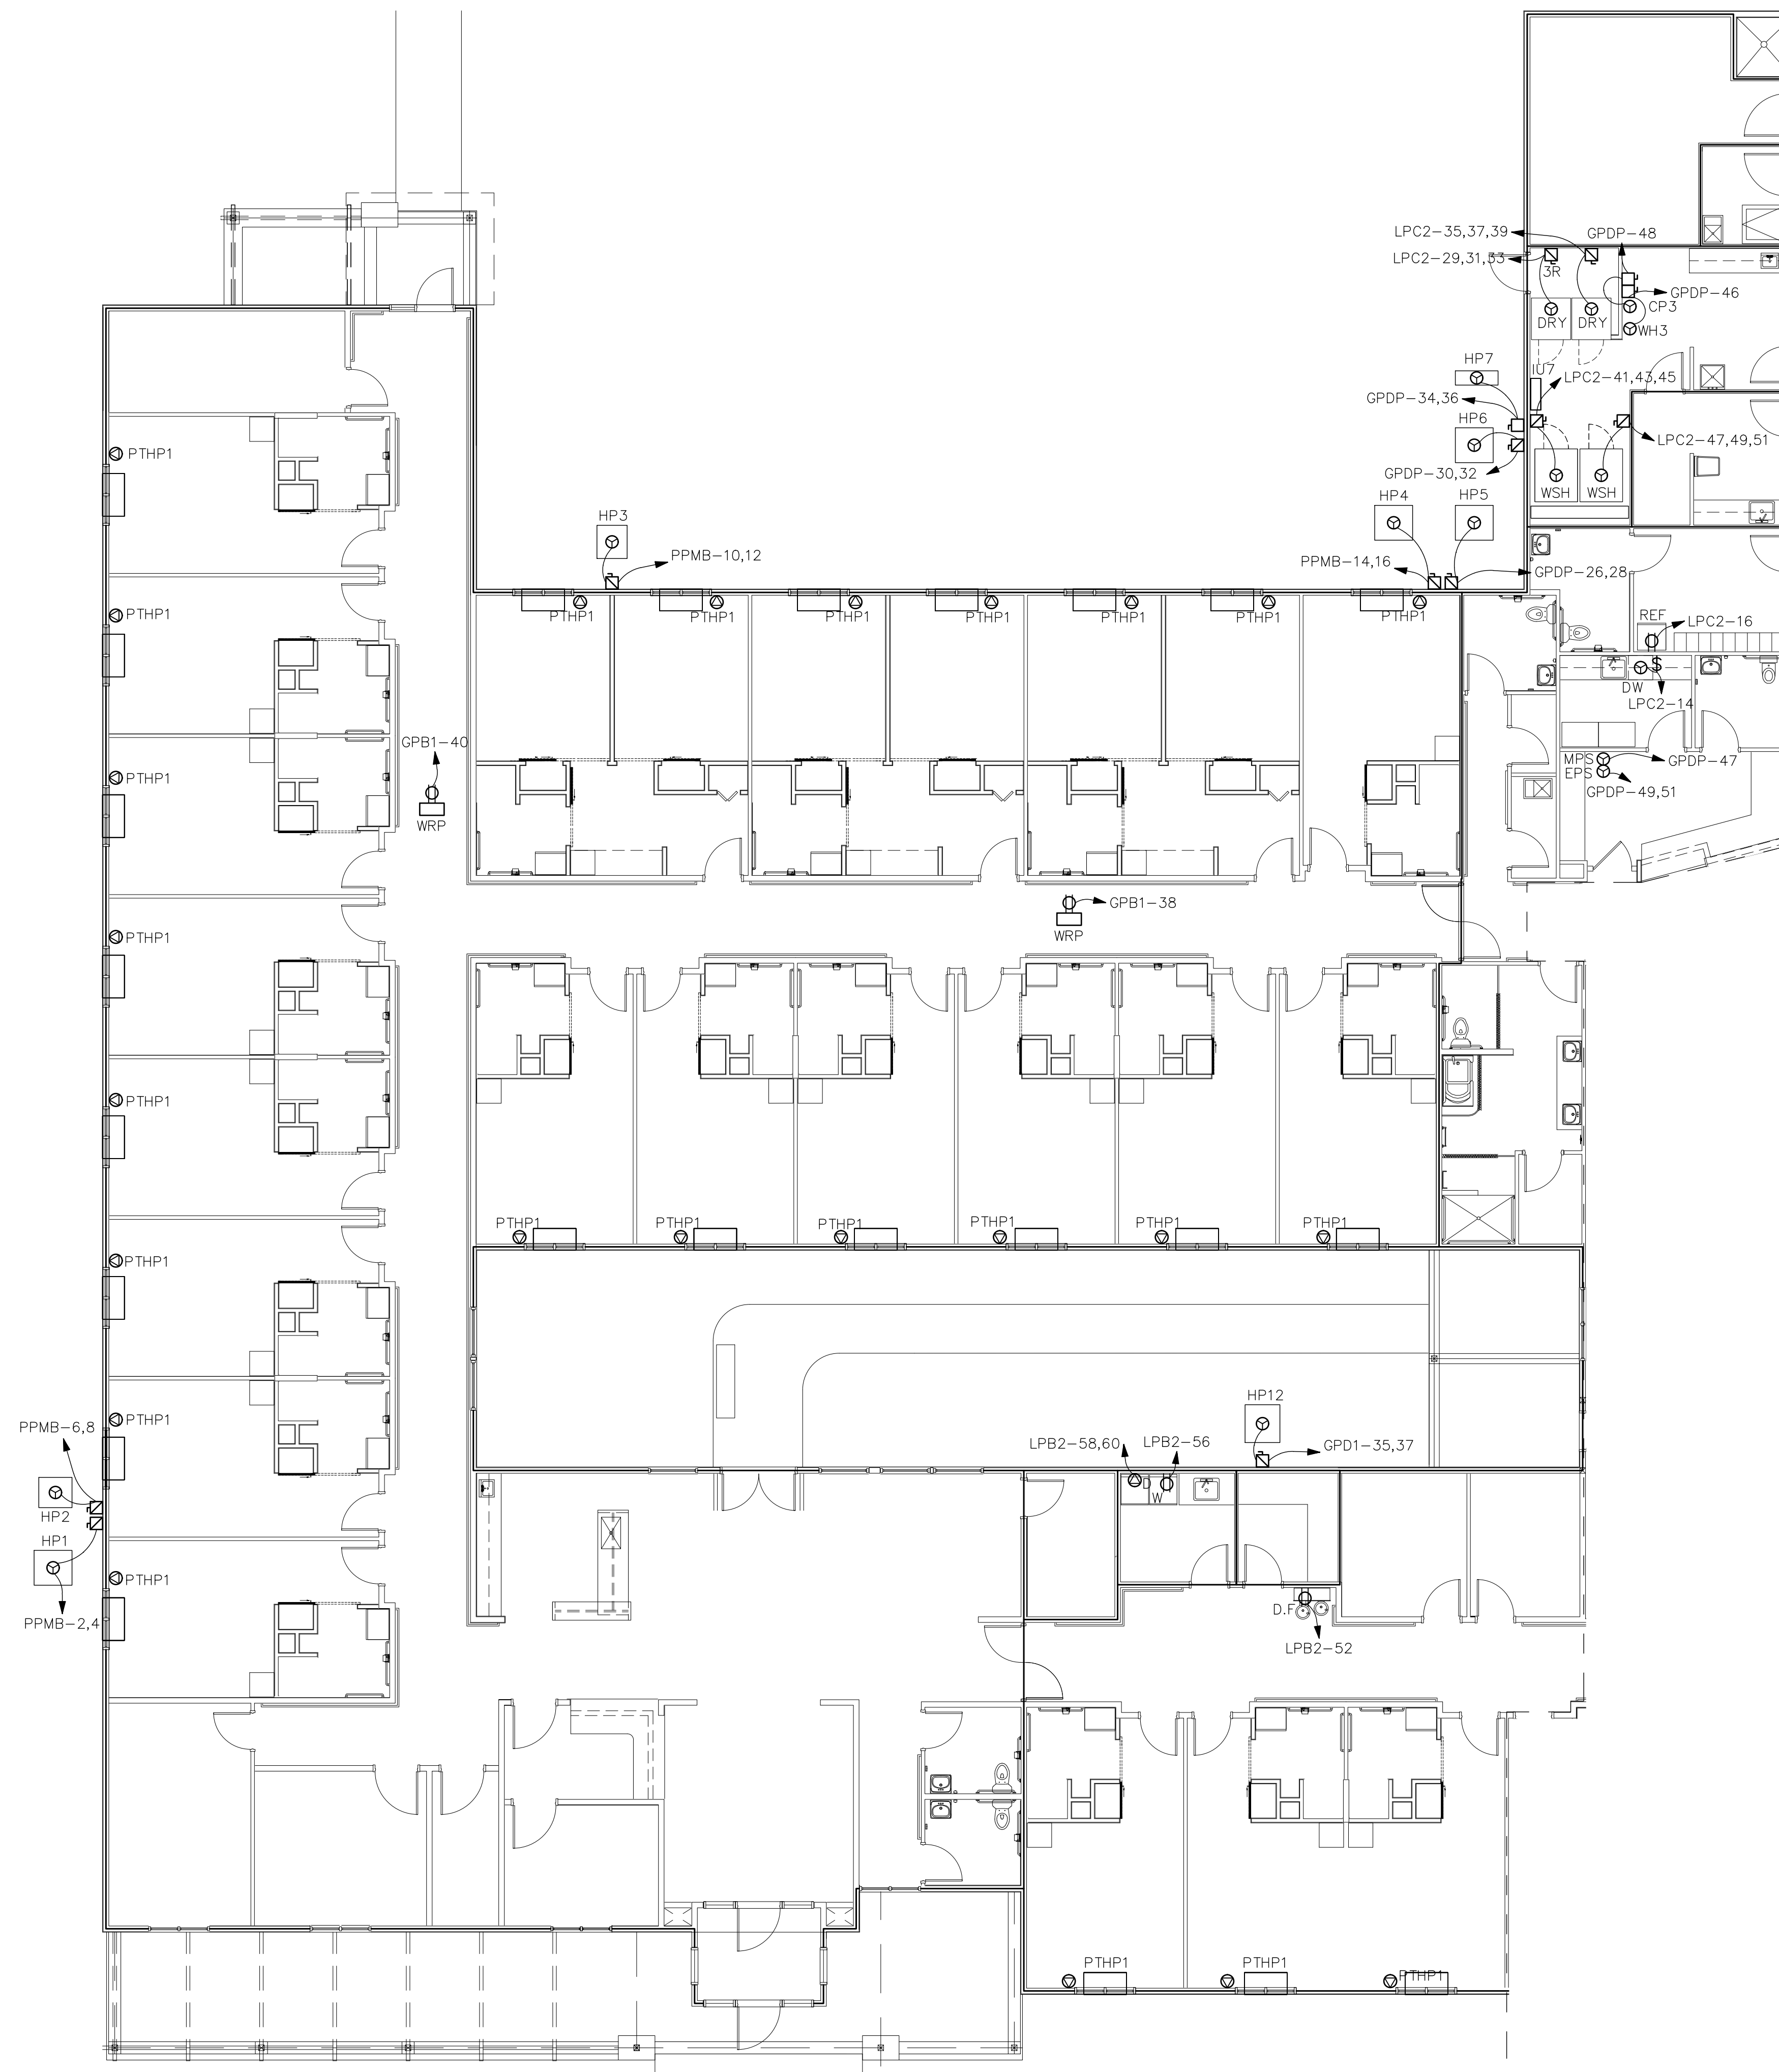 LPC2-35,37,39
GPDP-48
LPC2-29,31,33
3R
GPDP-46
CP3
DRY
DRY
WH3
HP7
IU7
LPC2-41,43,45
GPDP-34,36
HP6
LPC2-47,49,51
PTHP1
GPDP-30,32
WSH
WSH
HP4
HP5
HP3
PPMB-10,12
PPMB-14,16
GPDP-26,28
PTHP1
PTHP1
PTHP1
PTHP1
PTHP1
PTHP1
PTHP1
PTHP1
REF
LPC2-16
$
DW
LPC2-14
GPB1-40
PTHP1
MPS
GPDP-47
EPS
GPDP-49,51
WRP
GPB1-38
WRP
PTHP1
PTHP1
PTHP1
PTHP1
PTHP1
PTHP1
PTHP1
PTHP1
PTHP1
HP12
PPMB-6,8
PTHP1
LPB2-58,60
LPB2-56
GPD1-35,37
D
W
HP2
HP1
PTHP1
D.F
PPMB-2,4
LPB2-52
PTHP1
PTHP1
PTHP1